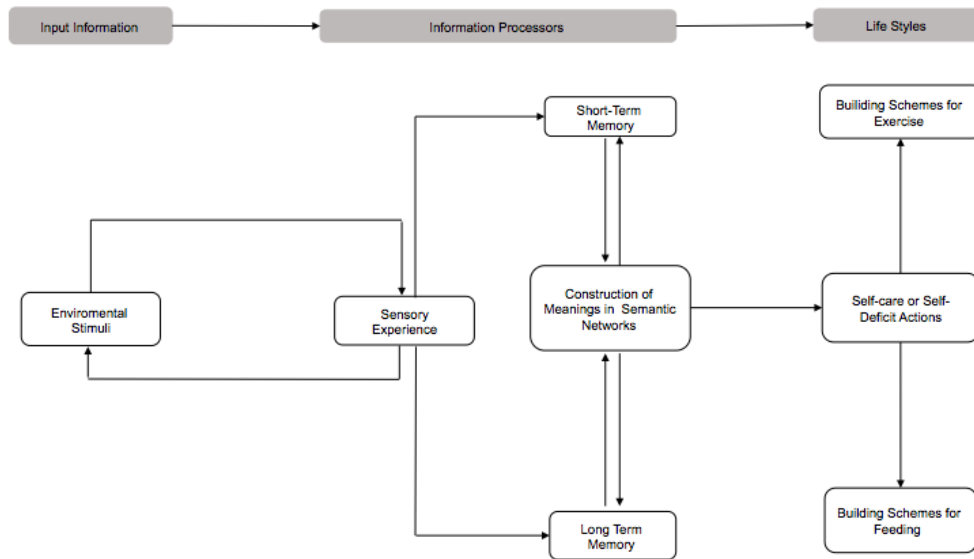 Input Information
Information Processors
Life Styles
Short-Term
Memory
Builiding Schemes for
Exercise
Enviromental
Stimuli
Sensory
Experience
Construction of
Meanings in Semantic
Networks
Self-care or Self-
Deficit Actions
Long Term
Memory
Building Schemes for
Feeding